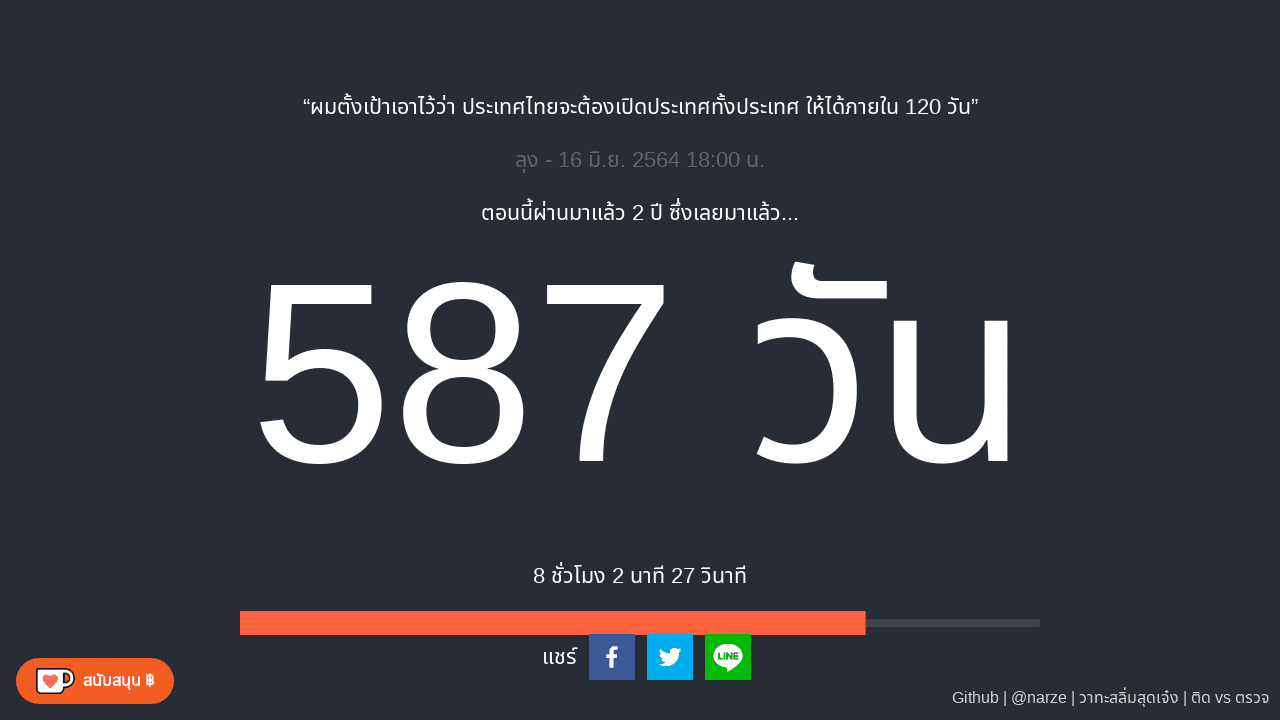 “ผมตั้งเป้าเอาไว้ว่า ประเทศไทยจะต้องเปิดประเทศทั้งประเทศ ให้ได้ภายใน 120 วัน”
ลุง - 16 มิ.ย. 2564 18:00 น.
ตอนนี้ผ่านมาแล้ว 2 ปี ซึ่งเลยมาแล้ว...
587 วัน
8 ชั่วโมง 2 นาที 27 วินาที
แชร์
LINE
สนับสนุน ฿
Github | @narze | วาทะสลิ่มสุดเจ๋ง | ติด vs ตรวจ